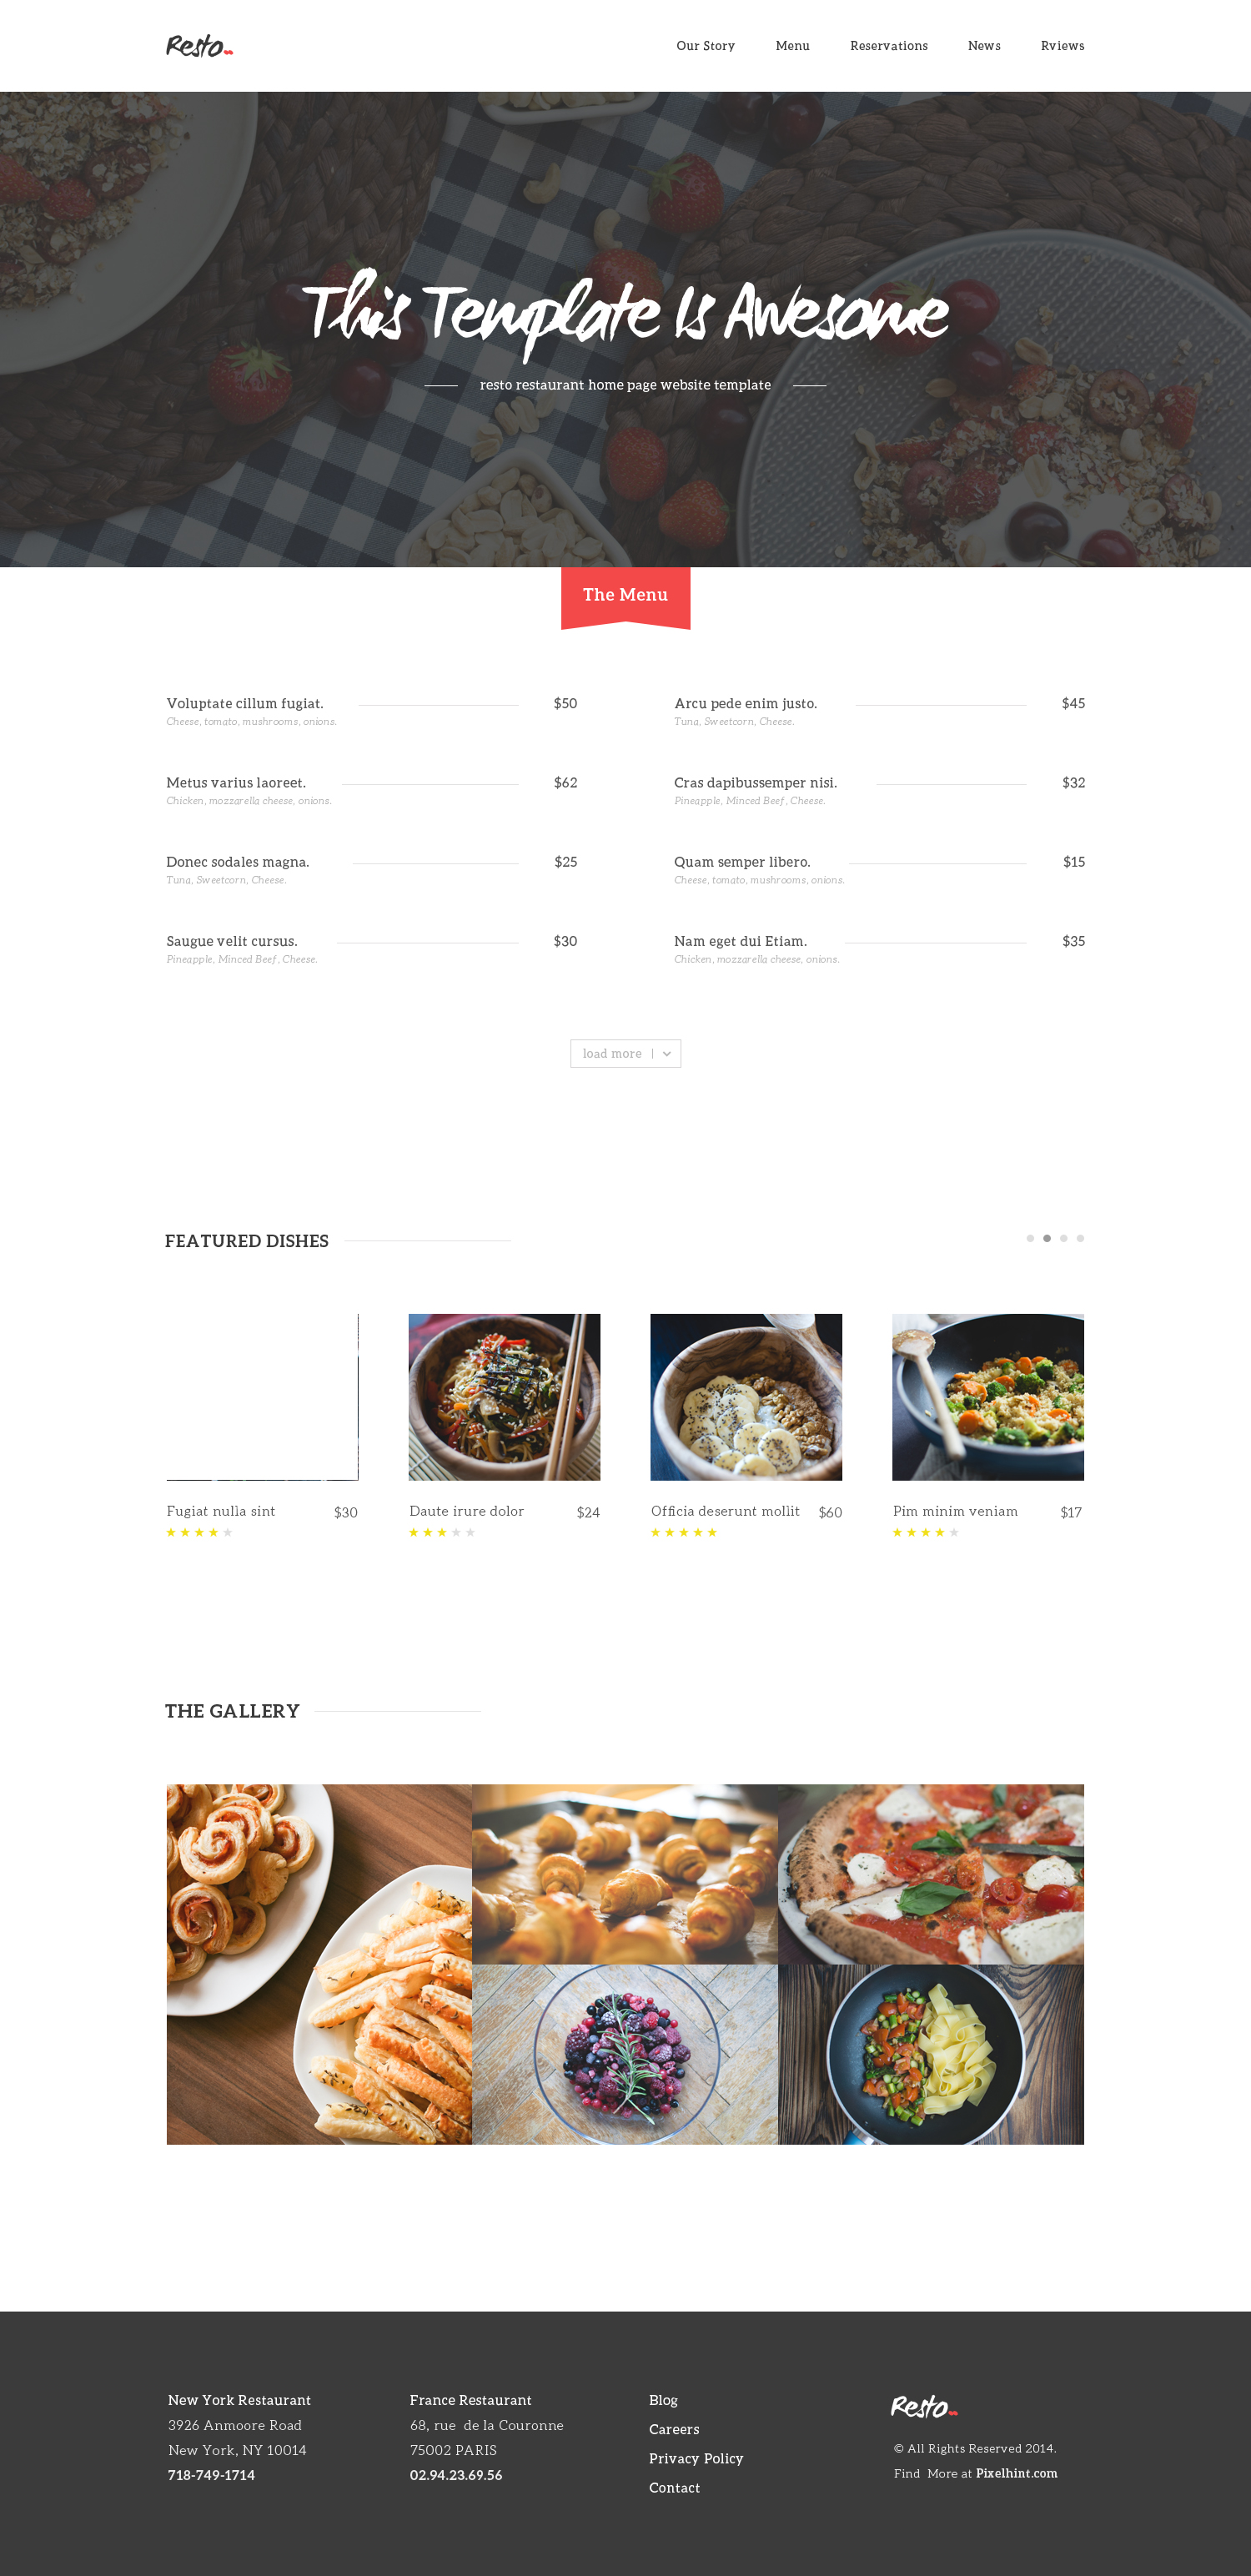 Resto
Our Story Menu Reservations News Rviews
This Template Is Awesome
resto restaurant home page website template
The Menu
Voluptate cillum fugiat. $50
Cheese, tomato, mushrooms, onions.
Metus varius laoreet. $62
Chicken, mozzarella cheese, onions.
Donec sodales magna. $25
Tuna, Sweetcorn, Cheese.
Saugue velit cursus. $30
Pineapple, Minced Beef, Cheese.
Arcu pede enim justo. $45
Tuna, Sweetcorn, Cheese.
Cras dapibussemper nisi. $32
Pineapple, Minced Beef, Cheese.
Quam semper libero. $15
Cheese, tomato, mushrooms, onions.
Nam eget dui Etiam. $35
Chicken, mozzarella cheese, onions.
load more
FEATURED DISHES
Fugiat nulla sint $30
Daute irure dolor $24
Officia deserunt mollit $60
Pim minim veniam $17
THE GALLERY
New York Restaurant
3926 Anmoore Road
New York, NY 10014
718-749-1714
France Restaurant
68, rue de la Couronne
75002 PARIS
02.94.23.69.56
Blog
Careers
Privacy Policy
Contact
Resto
© All Rights Reserved 2014.
Find More at Pixelhint.com